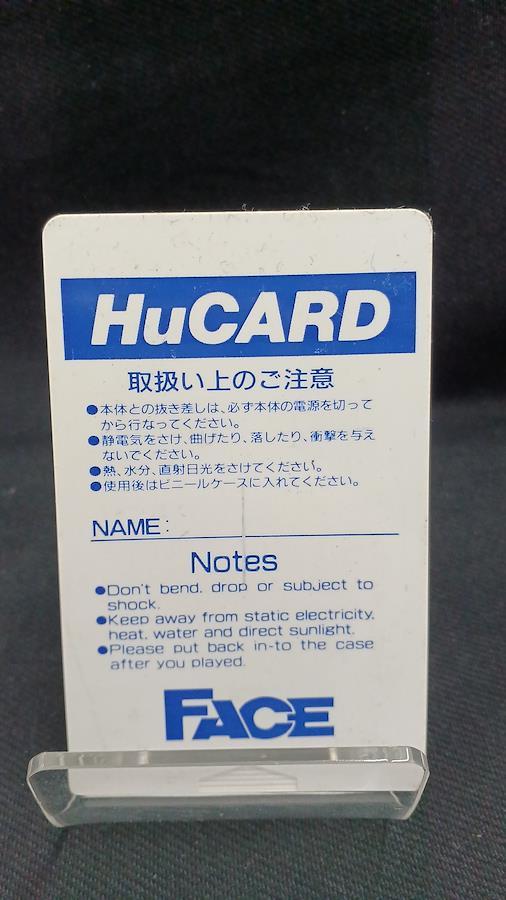 HuCARD
取扱い上のご注意
●本体との抜き差しは、必ず本体の電源を切って
から行なってください。
●静電気をさけ、曲げたり、落したり、衝撃を与え
ないでください。
●熱、水分、直射日光をさけてください。
●使用後はビニールケースに入れてください。
NAME:
Notes
●Don't bend. drop or subject to
shock.
●Keep away from static electricity.
heat. water and direct sunlight.
●Please put back in-to the case
after you played.
FACE